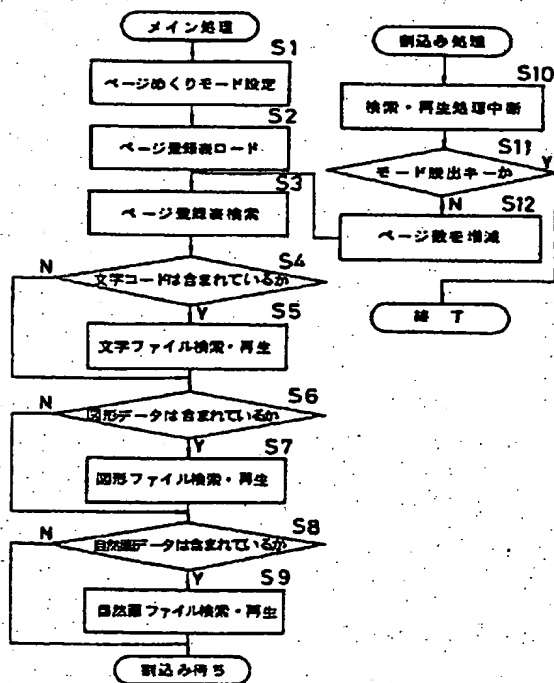 メイン処理
S1
ページめくりモード設定
S2
ページ登録表ロード
S3
ページ登録表検索
S4
文字コードは含まれているか
N
Y
S5
文字ファイル検索・再生
S6
図形データは含まれているか
N
Y
S7
図形ファイル検索・再生
S8
自然画データは含まれているか
N
Y
S9
自然画ファイル検索・再生
割込み待ち
割込み処理
S10
検索・再生処理中断
S11
モード脱出キーか
Y
N
S12
ページ数を増減
終了